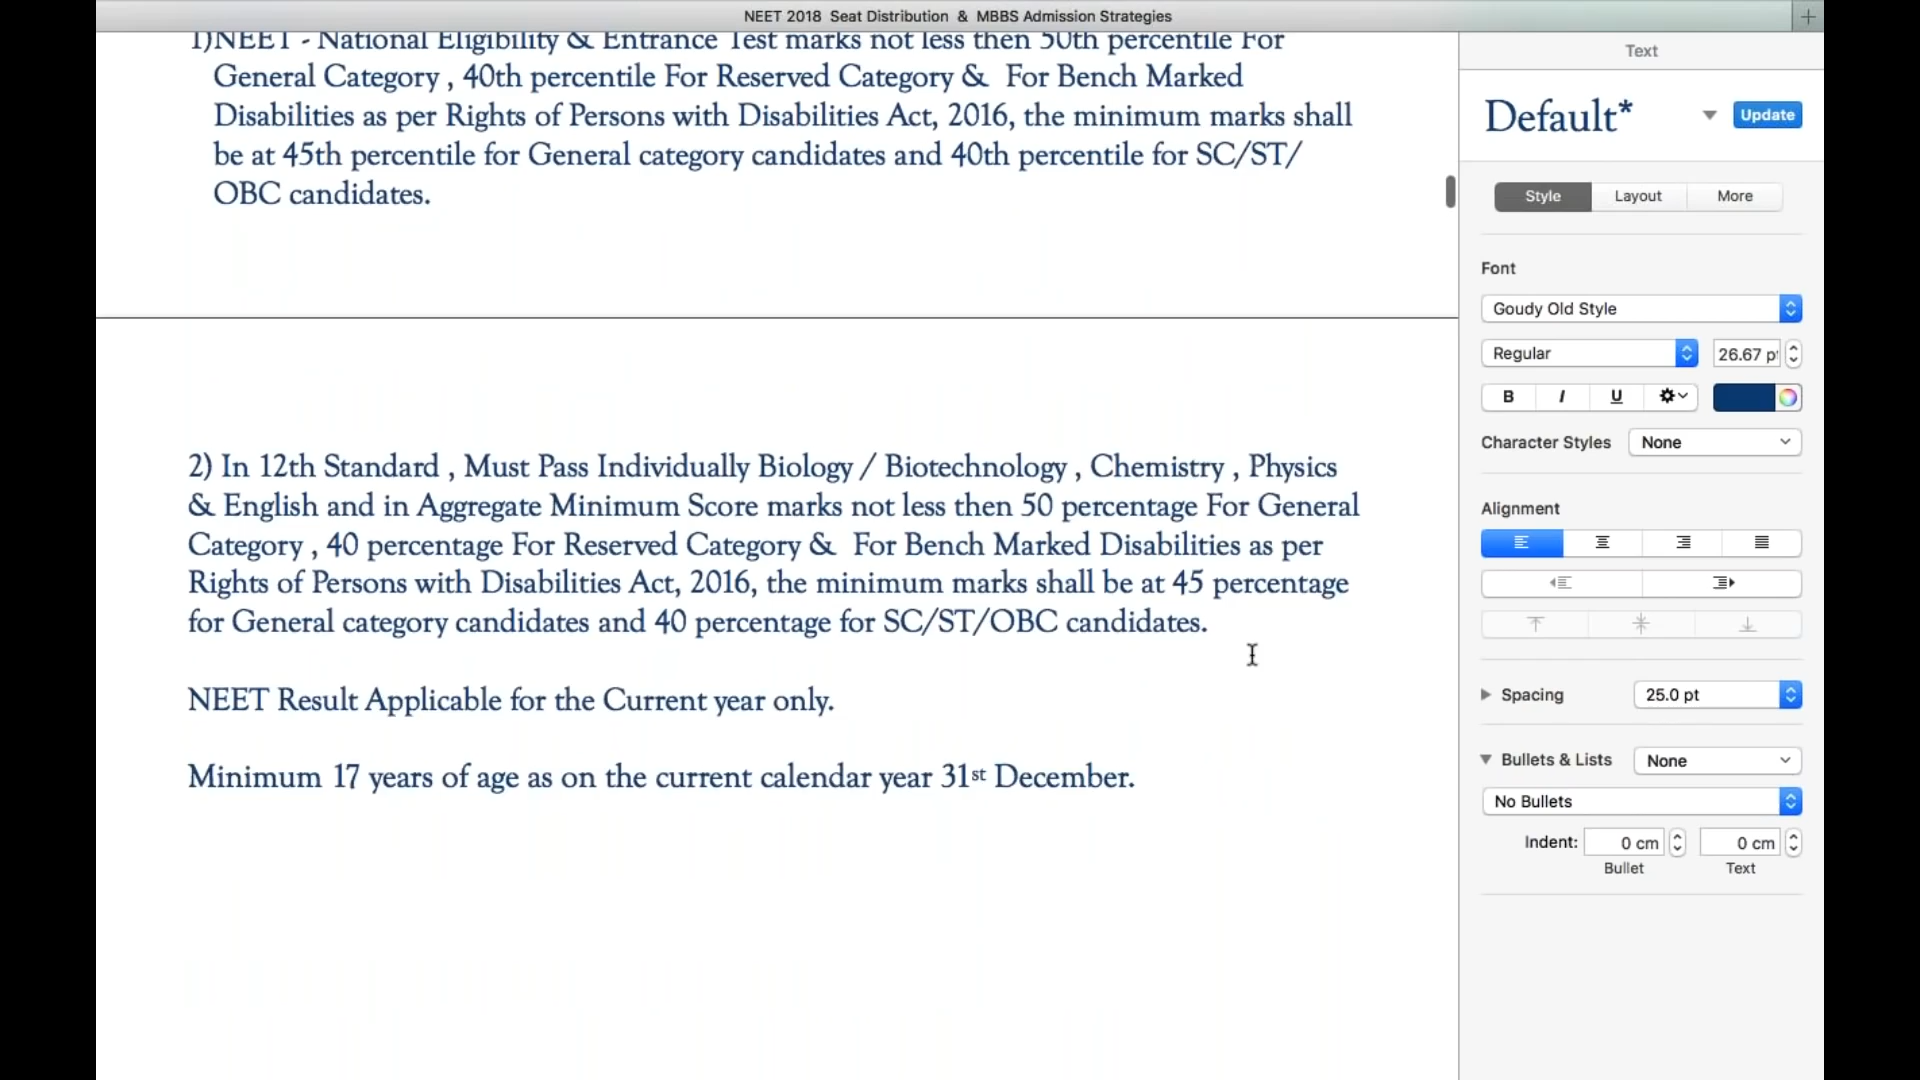 NEET 2018 Seat Distribution & MBBS Admission Strategies
1)NEET - National Eligibility & Entrance Test marks not less then 50th percentile For
General Category , 40th percentile For Reserved Category & For Bench Marked
Disabilities as per Rights of Persons with Disabilities Act, 2016, the minimum marks shall
be at 45th percentile for General category candidates and 40th percentile for SC/ST/
OBC candidates.
2) In 12th Standard , Must Pass Individually Biology / Biotechnology , Chemistry , Physics
& English and in Aggregate Minimum Score marks not less then 50 percentage For General
Category , 40 percentage For Reserved Category & For Bench Marked Disabilities as per
Rights of Persons with Disabilities Act, 2016, the minimum marks shall be at 45 percentage
for General category candidates and 40 percentage for SC/ST/OBC candidates.
NEET Result Applicable for the Current year only.
Minimum 17 years of age as on the current calendar year 31st December.
Text
Default*
Update
Style Layout More
Font
Goudy Old Style
Regular 26.67 p
B I U
Character Styles None
Alignment
Spacing 25.0 pt
Bullets & Lists None
No Bullets
Indent: 0 cm 0 cm
Bullet Text